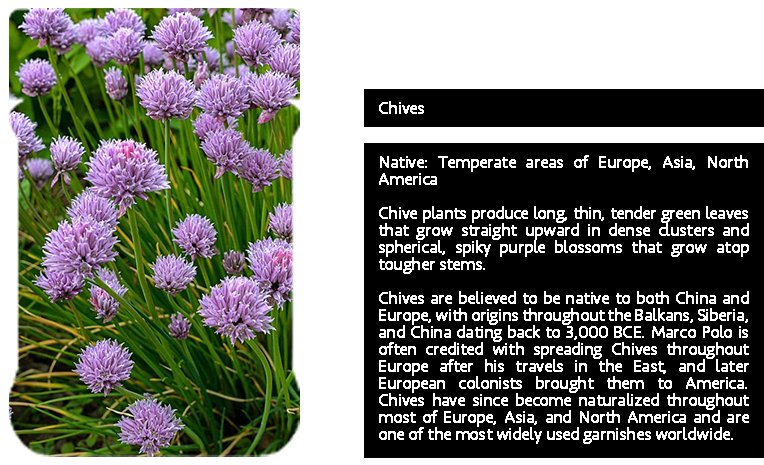 Chives
Native: Temperate areas of Europe, Asia, North
America
Chive plants produce long, thin, tender green leaves
that grow straight upward in dense clusters and
spherical, spiky purple blossoms that grow atop
tougher stems.
Chives are believed to be native to both China and
Europe, with origins throughout the Balkans, Siberia,
and China dating back to 3,000 BCE. Marco Polo is
often credited with spreading Chives throughout
Europe after his travels in the East, and later
European colonists brought them to America.
Chives have since become naturalized throughout
most of Europe, Asia, and North America and are
one of the most widely used garnishes worldwide.